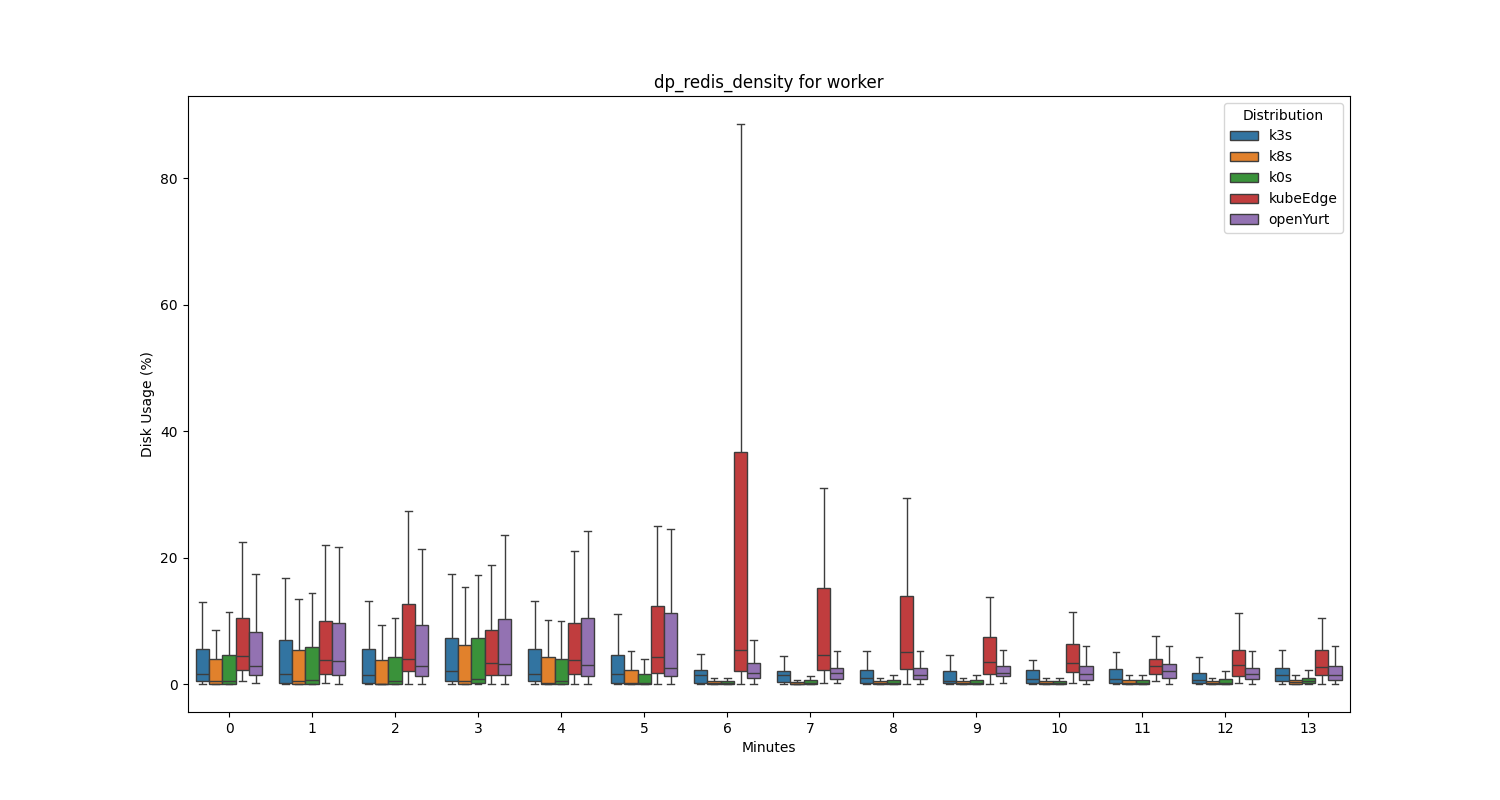 dp_redis_density for worker
Distribution
k3s
k8s
k0s
kubeEdge
openYurt
Disk Usage (%)
80
60
40
20
0
0 1 2 3 4 5 6 7 8 9 10 11 12 13
Minutes